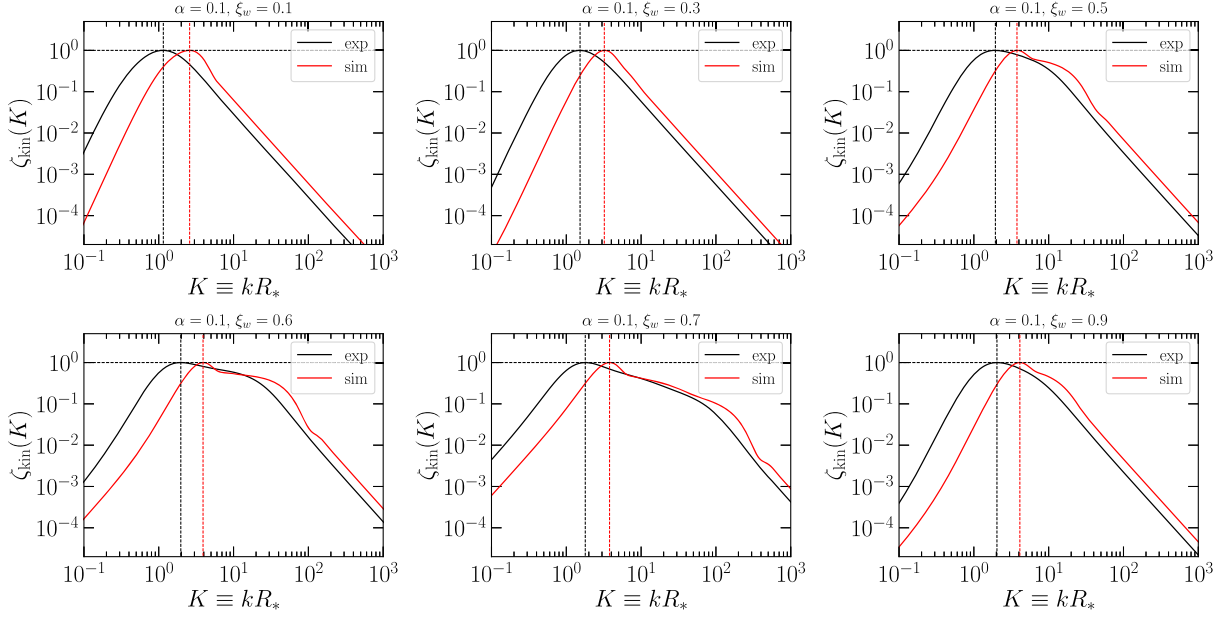 α = 0.1, ξ_w = 0.1
10^0
10^−1
10^−2
10^−3
10^−4
ζ_kin(K)
exp
sim
10^−1 10^0 10^1 10^2 10^3
K ≡ kR_*
α = 0.1, ξ_w = 0.3
10^0
10^−1
10^−2
10^−3
10^−4
ζ_kin(K)
exp
sim
10^−1 10^0 10^1 10^2 10^3
K ≡ kR_*
α = 0.1, ξ_w = 0.5
10^0
10^−1
10^−2
10^−3
10^−4
ζ_kin(K)
exp
sim
10^−1 10^0 10^1 10^2 10^3
K ≡ kR_*
α = 0.1, ξ_w = 0.6
10^0
10^−1
10^−2
10^−3
10^−4
ζ_kin(K)
exp
sim
10^−1 10^0 10^1 10^2 10^3
K ≡ kR_*
α = 0.1, ξ_w = 0.7
10^0
10^−1
10^−2
10^−3
10^−4
ζ_kin(K)
exp
sim
10^−1 10^0 10^1 10^2 10^3
K ≡ kR_*
α = 0.1, ξ_w = 0.9
10^0
10^−1
10^−2
10^−3
10^−4
ζ_kin(K)
exp
sim
10^−1 10^0 10^1 10^2 10^3
K ≡ kR_*